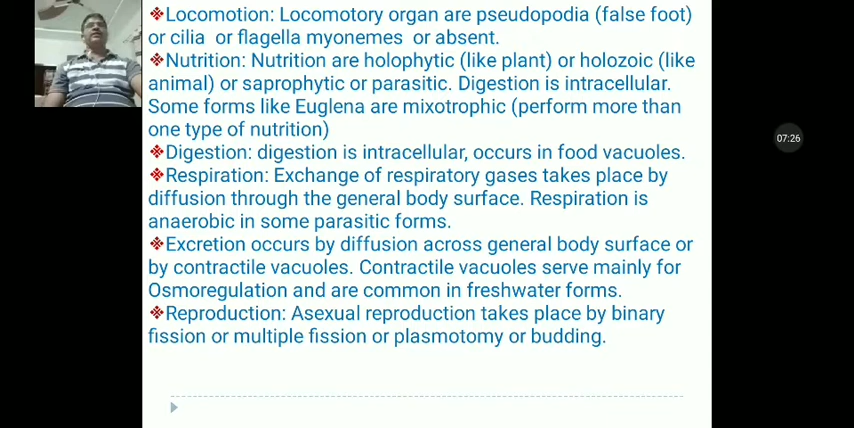 ❖Locomotion: Locomotory organ are pseudopodia (false foot)
or cilia or flagella myonemes or absent.
❖Nutrition: Nutrition are holophytic (like plant) or holozoic (like
animal) or saprophytic or parasitic. Digestion is intracellular.
Some forms like Euglena are mixotrophic (perform more than
one type of nutrition)
❖Digestion: digestion is intracellular, occurs in food vacuoles.
❖Respiration: Exchange of respiratory gases takes place by
diffusion through the general body surface. Respiration is
anaerobic in some parasitic forms.
❖Excretion occurs by diffusion across general body surface or
by contractile vacuoles. Contractile vacuoles serve mainly for
Osmoregulation and are common in freshwater forms.
❖Reproduction: Asexual reproduction takes place by binary
fission or multiple fission or plasmotomy or budding.
07:26